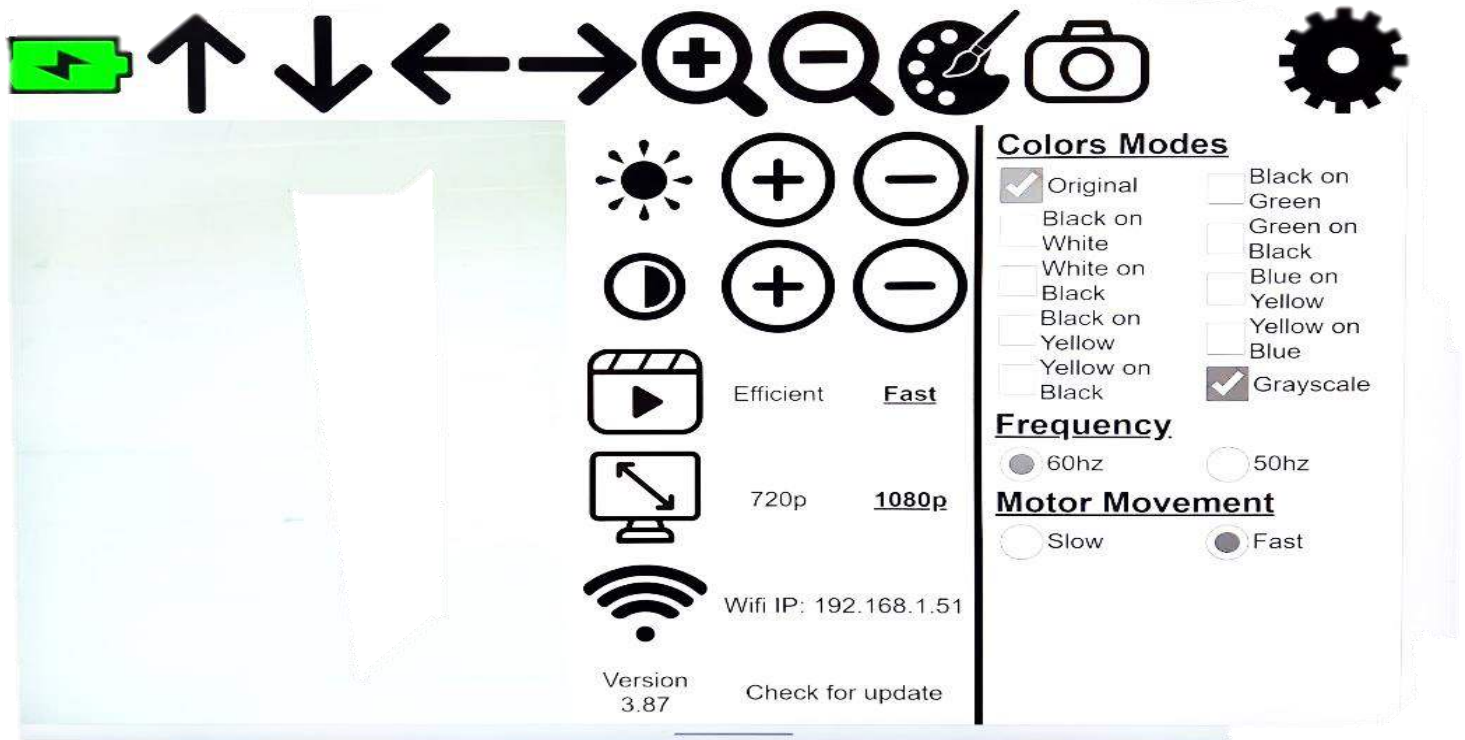 Colors Modes
Original
Black on
White
White on
Black
Black on
Yellow
Yellow on
Black
Black on
Green
Green on
Black
Blue on
Yellow
Yellow on
Blue
Grayscale
Frequency
60hz 50hz
Motor Movement
Slow Fast
Efficient Fast
720p 1080p
Wifi IP: 192.168.1.51
Version
3.87
Check for update